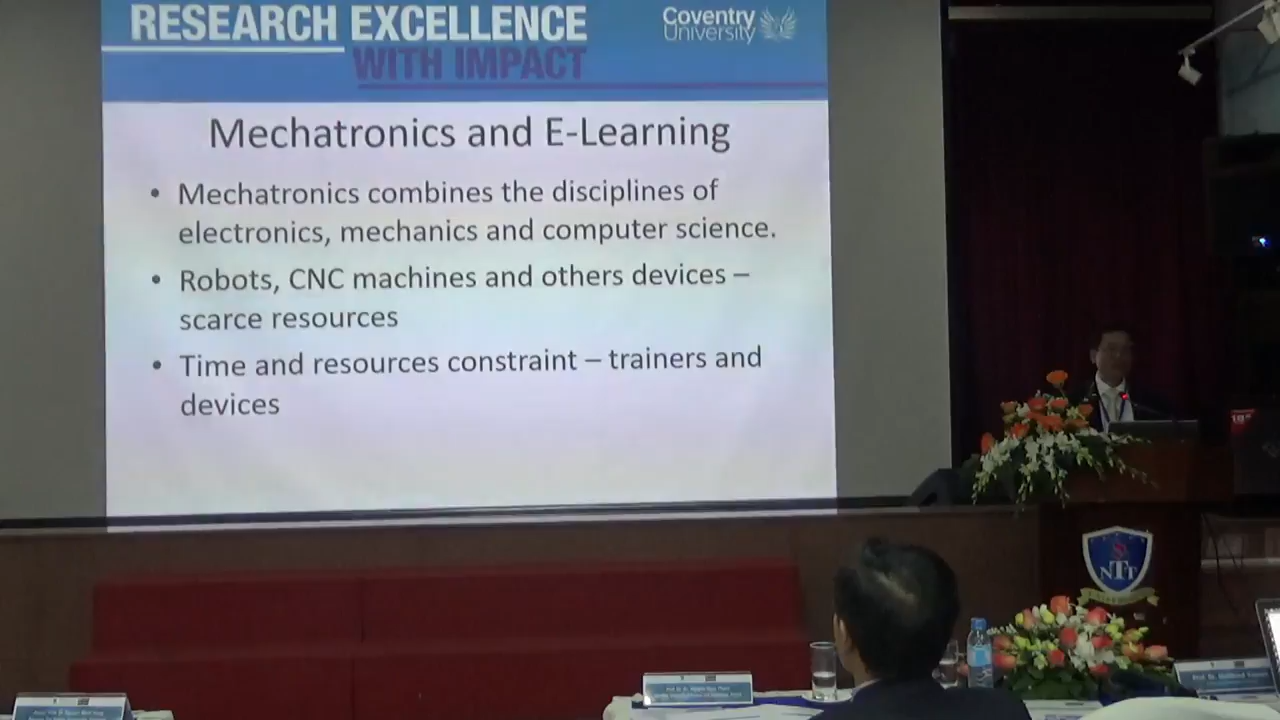 RESEARCH EXCELLENCE
WITH IMPACT
Coventry
University
Mechatronics and E-Learning
• Mechatronics combines the disciplines of
electronics, mechanics and computer science.
• Robots, CNC machines and others devices –
scarce resources
• Time and resources constraint – trainers and
devices
NTT